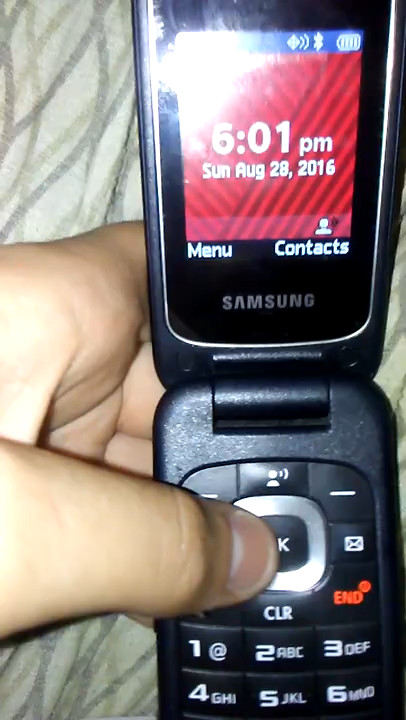 6:01 pm
Sun Aug 28, 2016
Menu Contacts
SAMSUNG
K
END
CLR
1@ 2ABC 3DEF
4GHI 5JKL 6MNO